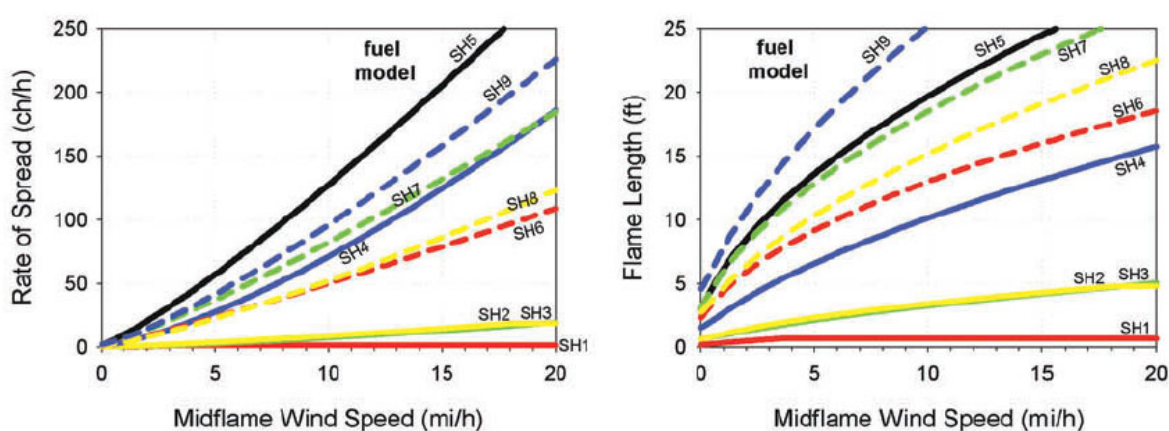 250
200
150
100
50
0
Rate of Spread (ch/h)
fuel
model
SH5
SH9
SH7
SH4
SH8
SH6
SH2 SH3
SH1
0 5 10 15 20
Midflame Wind Speed (mi/h)
25
20
15
10
5
0
Flame Length (ft)
fuel
model
SH9
SH5
SH7
SH8
SH6
SH4
SH2 SH3
SH1
0 5 10 15 20
Midflame Wind Speed (mi/h)